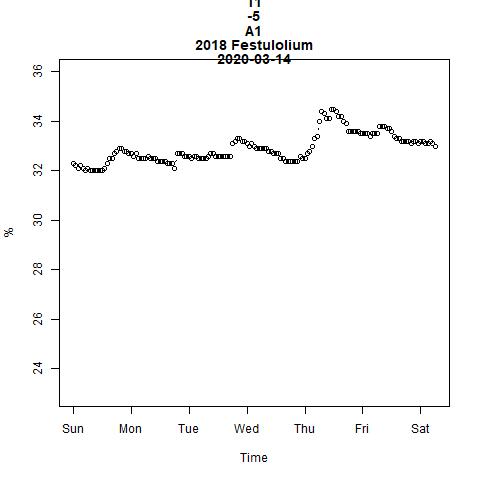 T1
-5
A1
2018 Festulolium
2020-03-14
36
34
32
30
28
26
24
%
Sun Mon Tue Wed Thu Fri Sat
Time